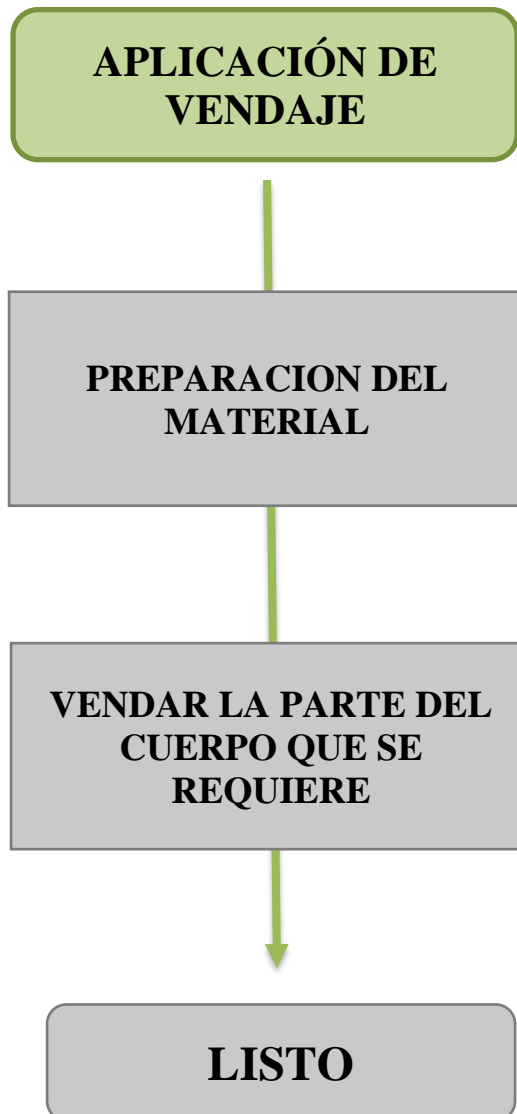 APLICACIÓN DE
VENDAJE
PREPARACION DEL
MATERIAL
VENDAR LA PARTE DEL
CUERPO QUE SE
REQUIERE
LISTO